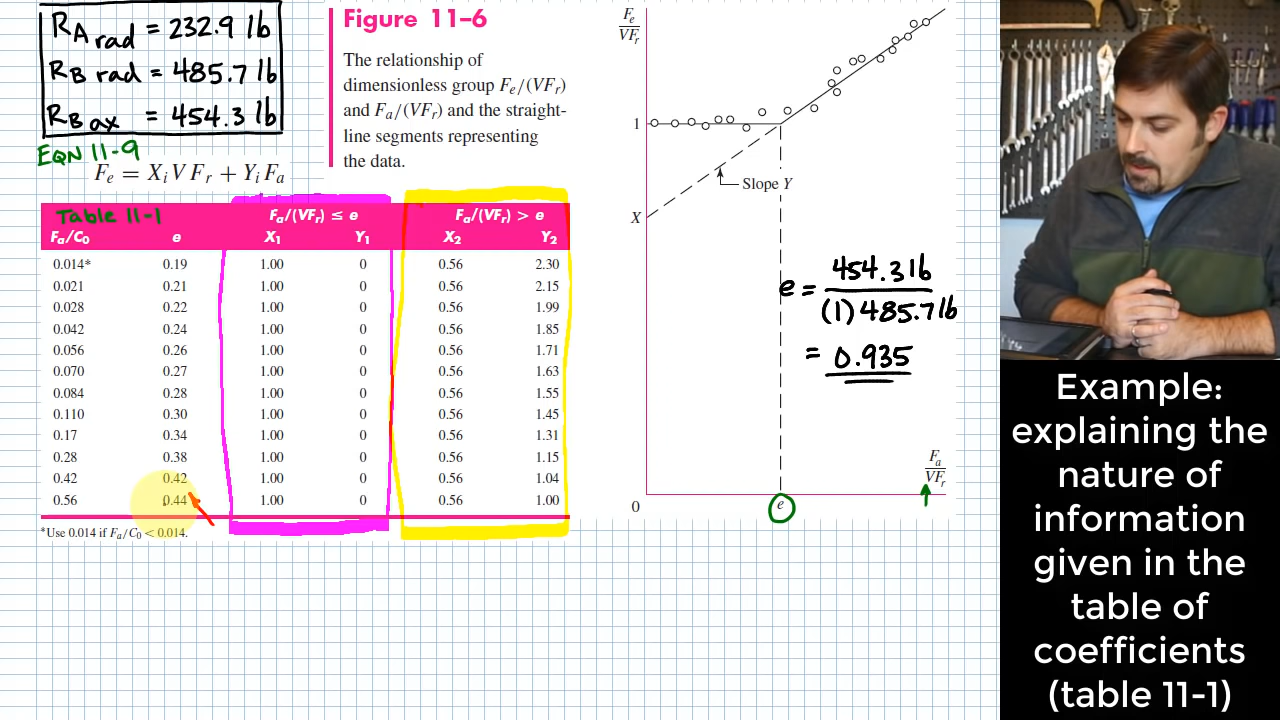 R_A rad = 232.9 lb
R_B rad = 485.7 lb
R_B ax = 454.3 lb
EQN 11-9
F_e = X_i V F_r + Y_i F_a
Figure 11–6
The relationship of
dimensionless group F_e/(VF_r)
and F_a/(VF_r) and the straight-
line segments representing
the data.
Table 11-1
F_a/(VF_r) ≤ e F_a/(VF_r) > e
F_a/C_0 e X_1 Y_1 X_2 Y_2
0.014* 0.19 1.00 0 0.56 2.30
0.021 0.21 1.00 0 0.56 2.15
0.028 0.22 1.00 0 0.56 1.99
0.042 0.24 1.00 0 0.56 1.85
0.056 0.26 1.00 0 0.56 1.71
0.070 0.27 1.00 0 0.56 1.63
0.084 0.28 1.00 0 0.56 1.55
0.110 0.30 1.00 0 0.56 1.45
0.17 0.34 1.00 0 0.56 1.31
0.28 0.38 1.00 0 0.56 1.15
0.42 0.42 1.00 0 0.56 1.04
0.56 0.44 1.00 0 0.56 1.00
*Use 0.014 if F_a/C_0 < 0.014.
F_e
VF_r
1
Slope Y
X
0
e
F_a
VF_r
e = 454.3 lb
(1) 485.7 lb
= 0.935
Example:
explaining the
nature of
information
given in the
table of
coefficients
(table 11-1)